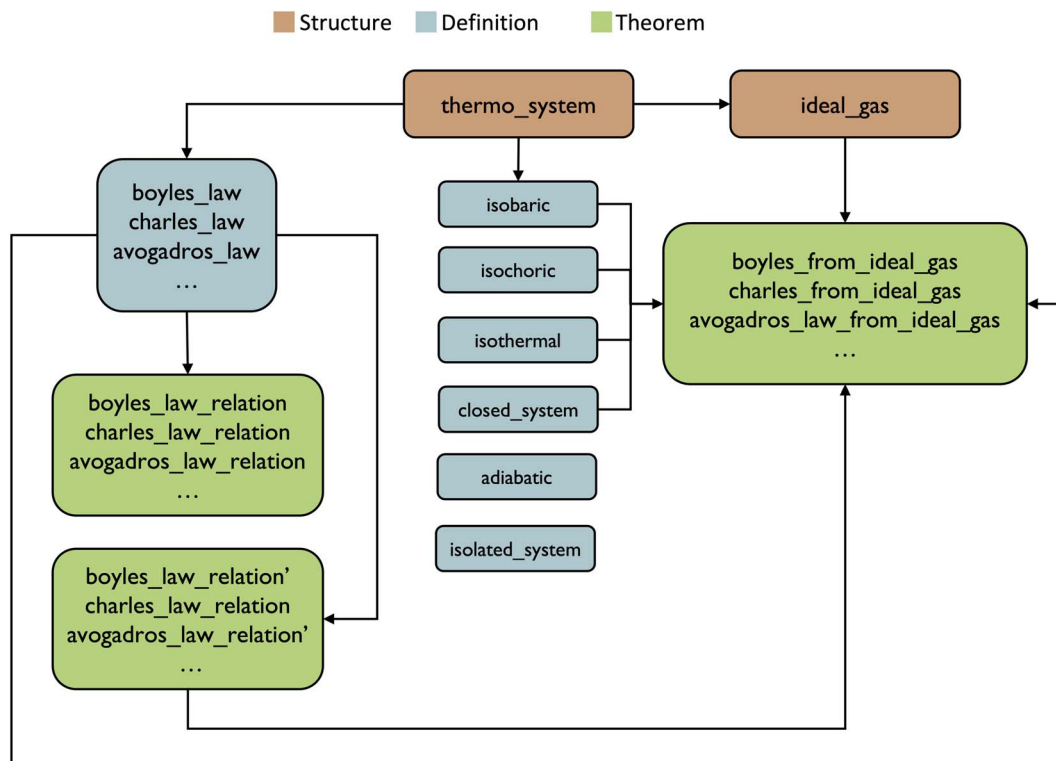 Structure
Definition
Theorem
thermo_system
ideal_gas
boyles_law
charles_law
avogadros_law
...
isobaric
isochoric
isothermal
closed_system
adiabatic
isolated_system
boyles_from_ideal_gas
charles_from_ideal_gas
avogadros_law_from_ideal_gas
...
boyles_law_relation
charles_law_relation
avogadros_law_relation
...
boyles_law_relation’
charles_law_relation
avogadros_law_relation’
...